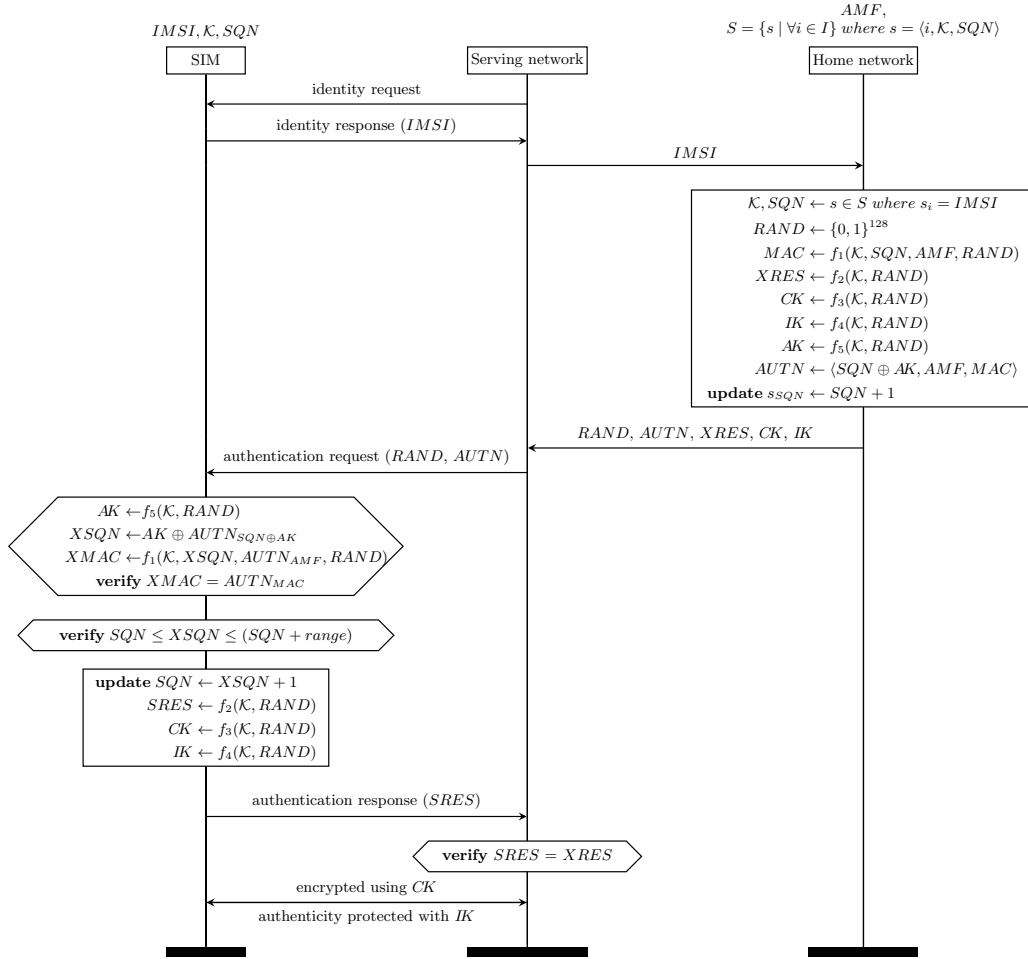 AMF,
IMSI, K, SQN
S = {s | ∀i ∈ I} where s = ⟨i, K, SQN⟩
SIM
Serving network
Home network
identity request
identity response (IMSI)
IMSI
K, SQN ← s ∈ S where s_i = IMSI
RAND ← {0, 1}^128
MAC ← f_1(K, SQN, AMF, RAND)
XRES ← f_2(K, RAND)
CK ← f_3(K, RAND)
IK ← f_4(K, RAND)
AK ← f_5(K, RAND)
AUTN ← ⟨SQN ⊕ AK, AMF, MAC⟩
update s_SQN ← SQN + 1
RAND, AUTN, XRES, CK, IK
authentication request (RAND, AUTN)
AK ←f_5(K, RAND)
XSQN ←AK ⊕ AUTN_SQN⊕AK
XMAC ←f_1(K, XSQN, AUTN_AMF, RAND)
verify XMAC = AUTN_MAC
verify SQN ≤ XSQN ≤ (SQN + range)
update SQN ← XSQN + 1
SRES ← f_2(K, RAND)
CK ← f_3(K, RAND)
IK ← f_4(K, RAND)
authentication response (SRES)
verify SRES = XRES
encrypted using CK
authenticity protected with IK